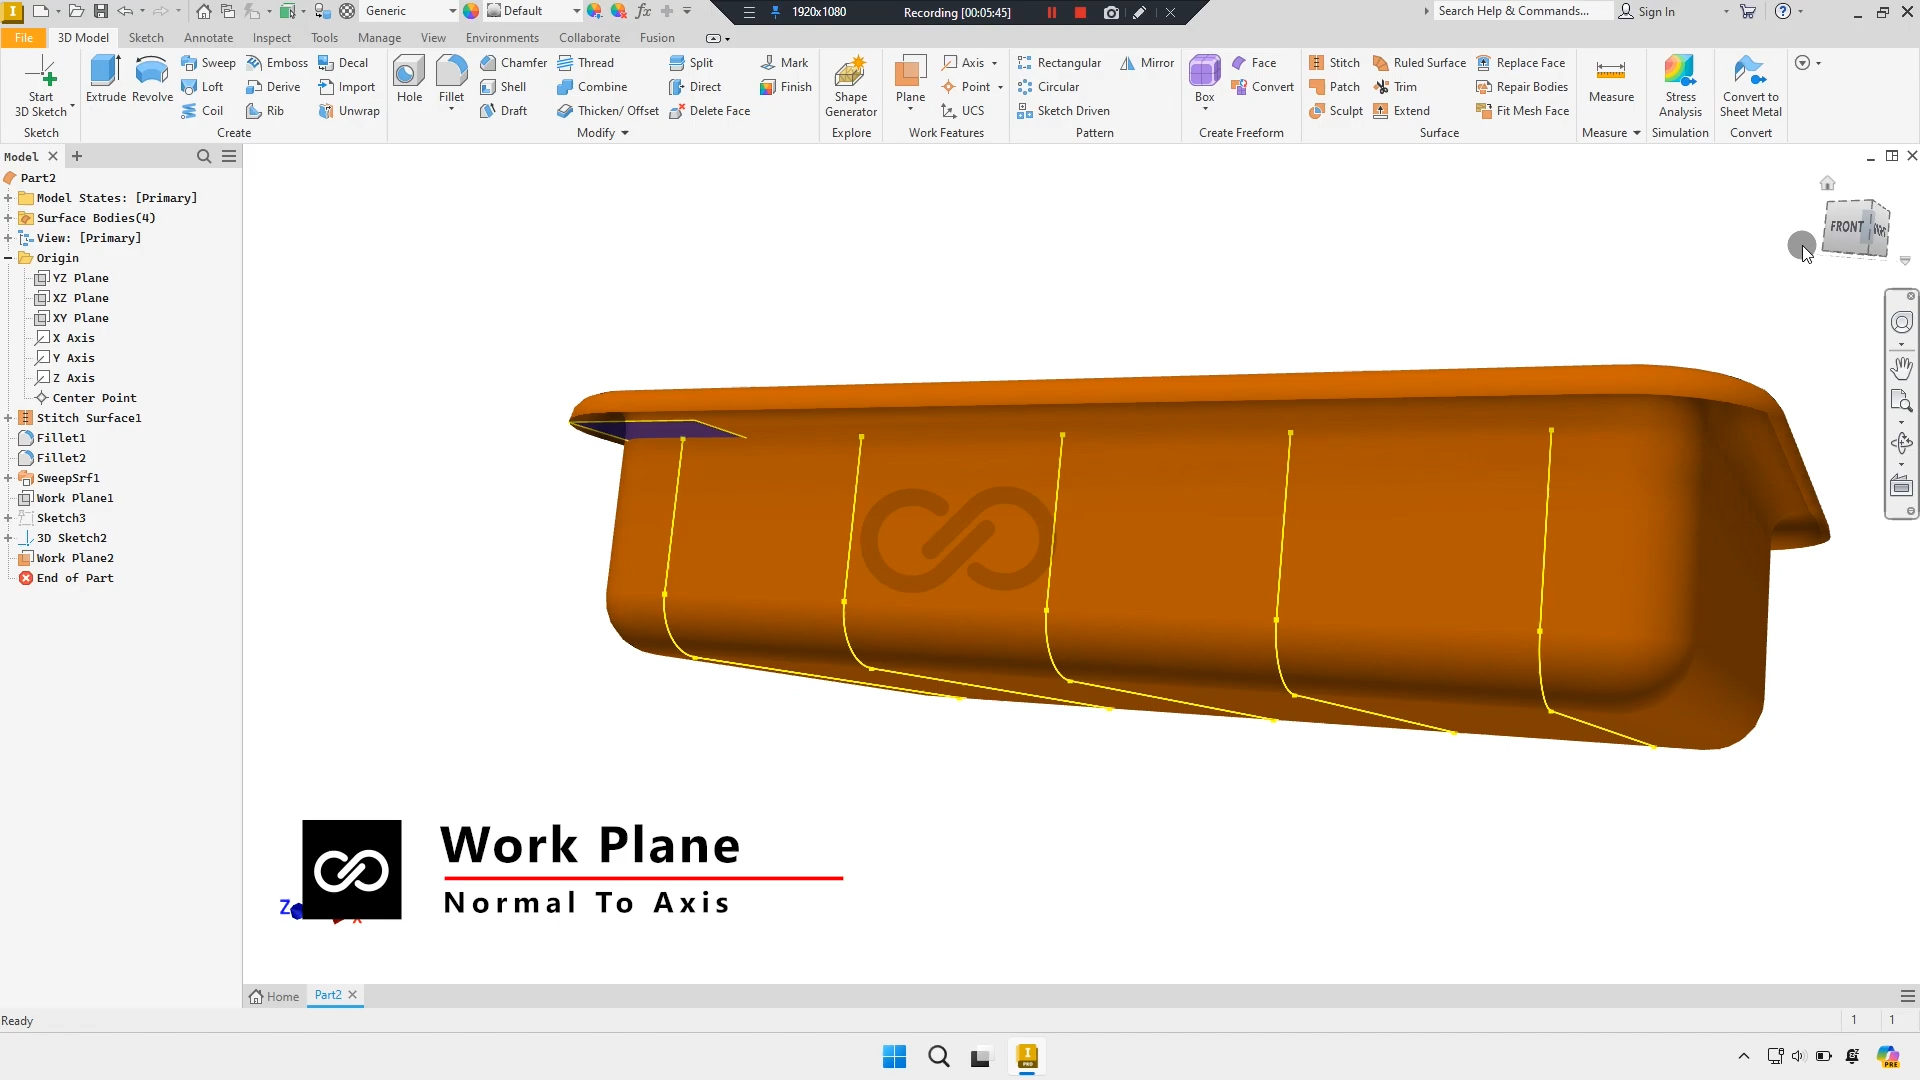 Generic
Default
1920x1080
Recording [00:05:45]
Search Help & Commands...
Sign In
File
3D Model
Sketch
Annotate
Inspect
Tools
Manage
View
Environments
Collaborate
Fusion
Start
3D Sketch
Sketch
Extrude
Revolve
Sweep
Emboss
Decal
Loft
Derive
Import
Coil
Rib
Unwrap
Create
Hole
Fillet
Chamfer
Thread
Split
Mark
Shell
Combine
Direct
Finish
Draft
Thicken/ Offset
Delete Face
Modify
Shape
Generator
Explore
Plane
Axis
Point
UCS
Work Features
Rectangular
Mirror
Circular
Sketch Driven
Pattern
Box
Face
Convert
Create Freeform
Stitch
Ruled Surface
Replace Face
Patch
Trim
Repair Bodies
Sculpt
Extend
Fit Mesh Face
Surface
Measure
Measure
Stress
Analysis
Simulation
Convert to
Sheet Metal
Convert
Model
Part2
Model States: [Primary]
Surface Bodies(4)
View: [Primary]
Origin
YZ Plane
XZ Plane
XY Plane
X Axis
Y Axis
Z Axis
Center Point
Stitch Surface1
Fillet1
Fillet2
SweepSrf1
Work Plane1
Sketch3
3D Sketch2
Work Plane2
End of Part
FRONT
Work Plane
Normal To Axis
Z
Home
Part2
Ready
1
1